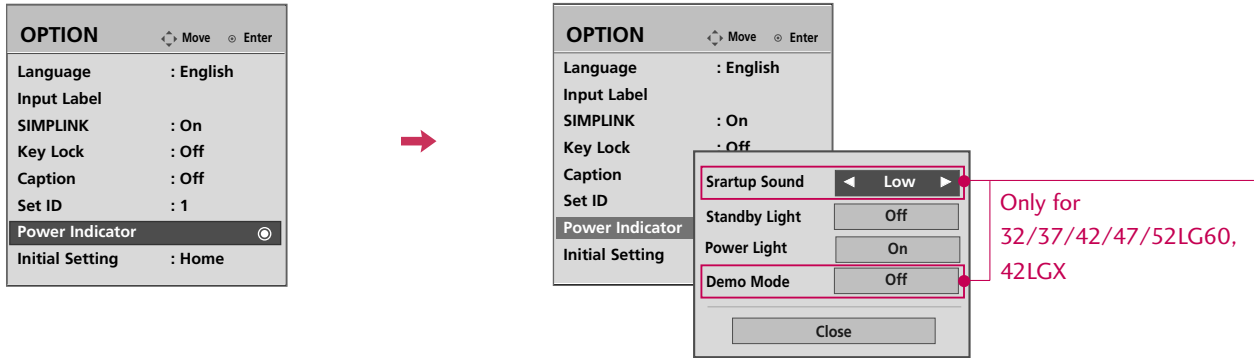 OPTION Move Enter
Language : English
Input Label
SIMPLINK : On
Key Lock : Off
Caption : Off
Set ID : 1
Power Indicator
Initial Setting : Home
OPTION Move Enter
Language : English
Input Label
SIMPLINK : On
Key Lock : Off
Caption
Set ID
Power Indicator
Initial Setting
Srartup Sound ◀ Low ▶
Standby Light Off
Power Light On
Demo Mode Off
Close
Only for
32/37/42/47/52LG60,
42LGX